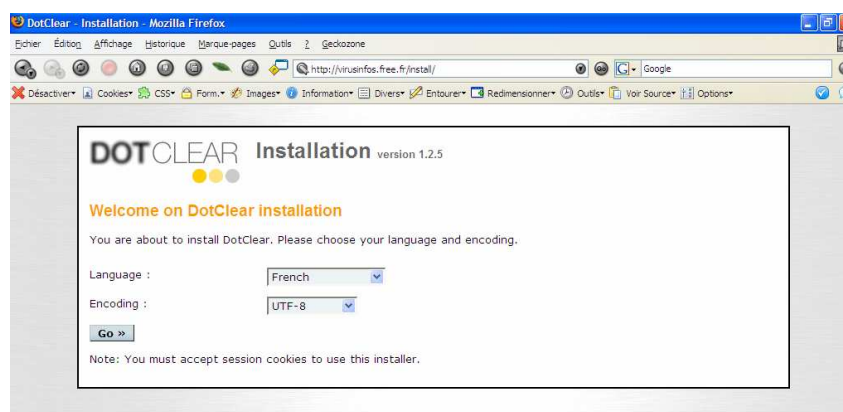 DotClear - Installation - Mozilla Firefox
Fichier Édition Affichage Historique Marque-pages Outils ? Geckozone
http://virusinfos.free.fr/install/ G Google
Désactiver Cookies CSS Form. Images Information Divers Entourer Redimensionner Outils Voir Source Options
DOTCLEAR Installation version 1.2.5
Welcome on DotClear installation
You are about to install DotClear. Please choose your language and encoding.
Language : French
Encoding : UTF-8
Go »
Note: You must accept session cookies to use this installer.